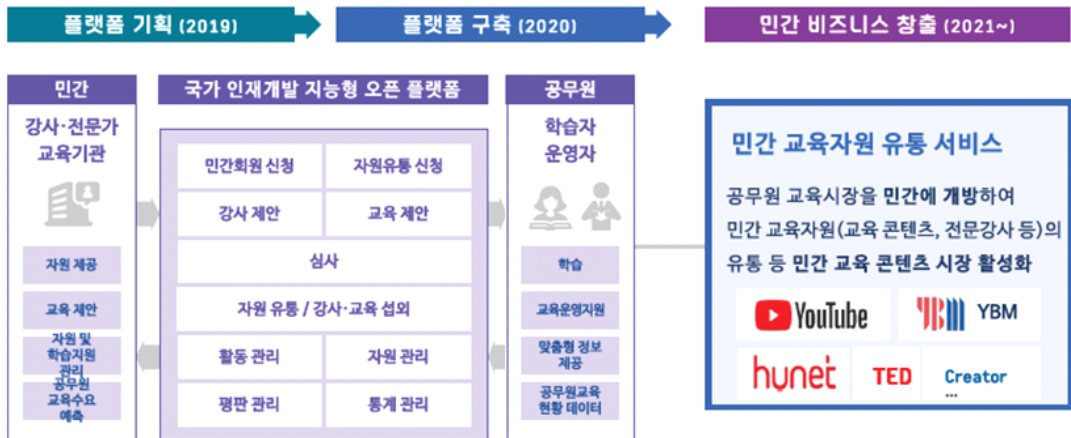 플랫폼 기획 (2019)
플랫폼 구축 (2020)
민간 비즈니스 창출 (2021~)
민간
강사·전문가
교육기관
자원 제공
교육 제안
자원 및
학습지원
관리
공무원
교육수요
예측
국가 인재개발 지능형 오픈 플랫폼
민간회원 신청
자원유통 신청
강사 제안
교육 제안
심사
자원 유통 / 강사·교육 섭외
활동 관리
자원 관리
평판 관리
통계 관리
공무원
학습자
운영자
학습
교육운영지원
맞춤형 정보
제공
공무원교육
현황 데이터
민간 교육자원 유통 서비스
공무원 교육시장을 민간에 개방하여
민간 교육자원(교육 콘텐츠, 전문강사 등)의
유통 등 민간 교육 콘텐츠 시장 활성화
YouTube
YBM YBM
hunet
TED
Creator
...